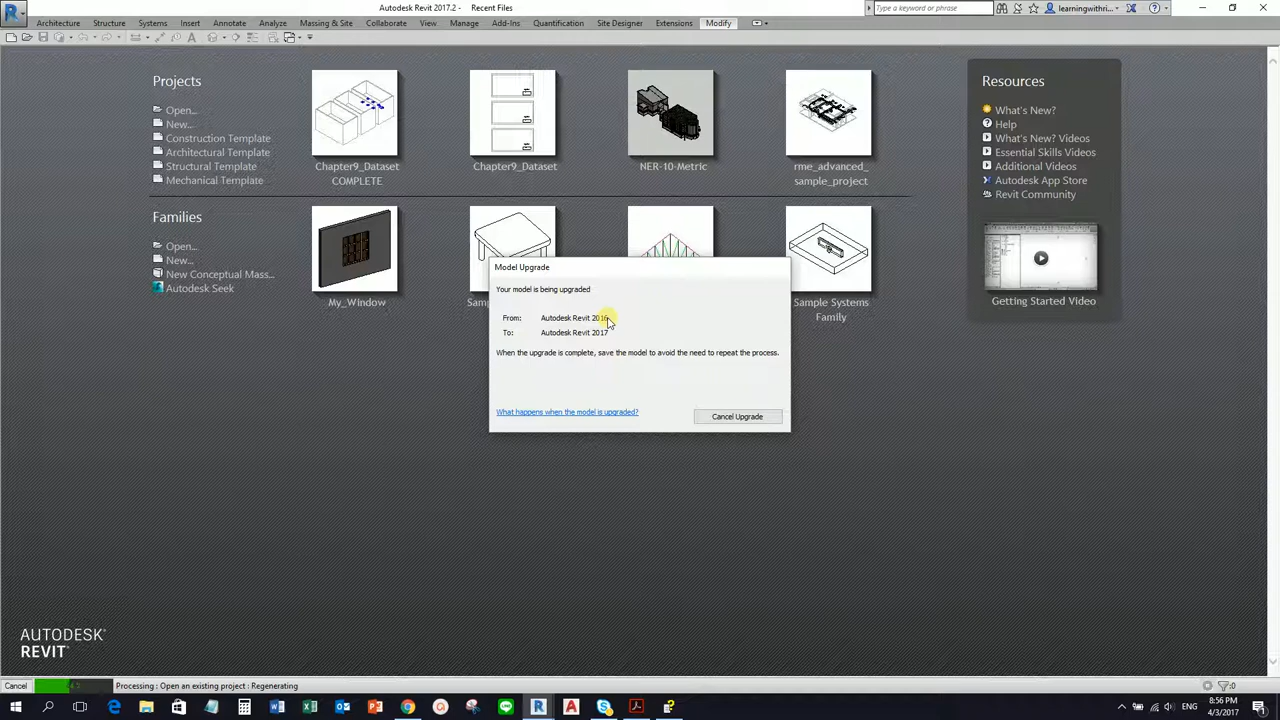 Autodesk Revit 2017.2 - Recent Files
Type a keyword or phrase
learningwithri...
Architecture Structure Systems Insert Annotate Analyze Massing & Site Collaborate View Manage Add-Ins Quantification Site Designer Extensions Modify
Projects
Open...
New...
Construction Template
Architectural Template
Structural Template
Mechanical Template
Chapter9_Dataset
COMPLETE
Chapter9_Dataset
NER-10-Metric
rme_advanced_
sample_project
Resources
What's New?
Help
What's New? Videos
Essential Skills Videos
Additional Videos
Autodesk App Store
Revit Community
Getting Started Video
Families
Open...
New...
New Conceptual Mass...
Autodesk Seek
My_Window
Sample Systems
Family
Model Upgrade
Your model is being upgraded
From: Autodesk Revit 2016
To: Autodesk Revit 2017
When the upgrade is complete, save the model to avoid the need to repeat the process.
What happens when the model is upgraded?
Cancel Upgrade
AUTODESK®
REVIT®
Cancel
Processing : Open an existing project : Regenerating
:0
ENG
8:56 PM
4/3/2017